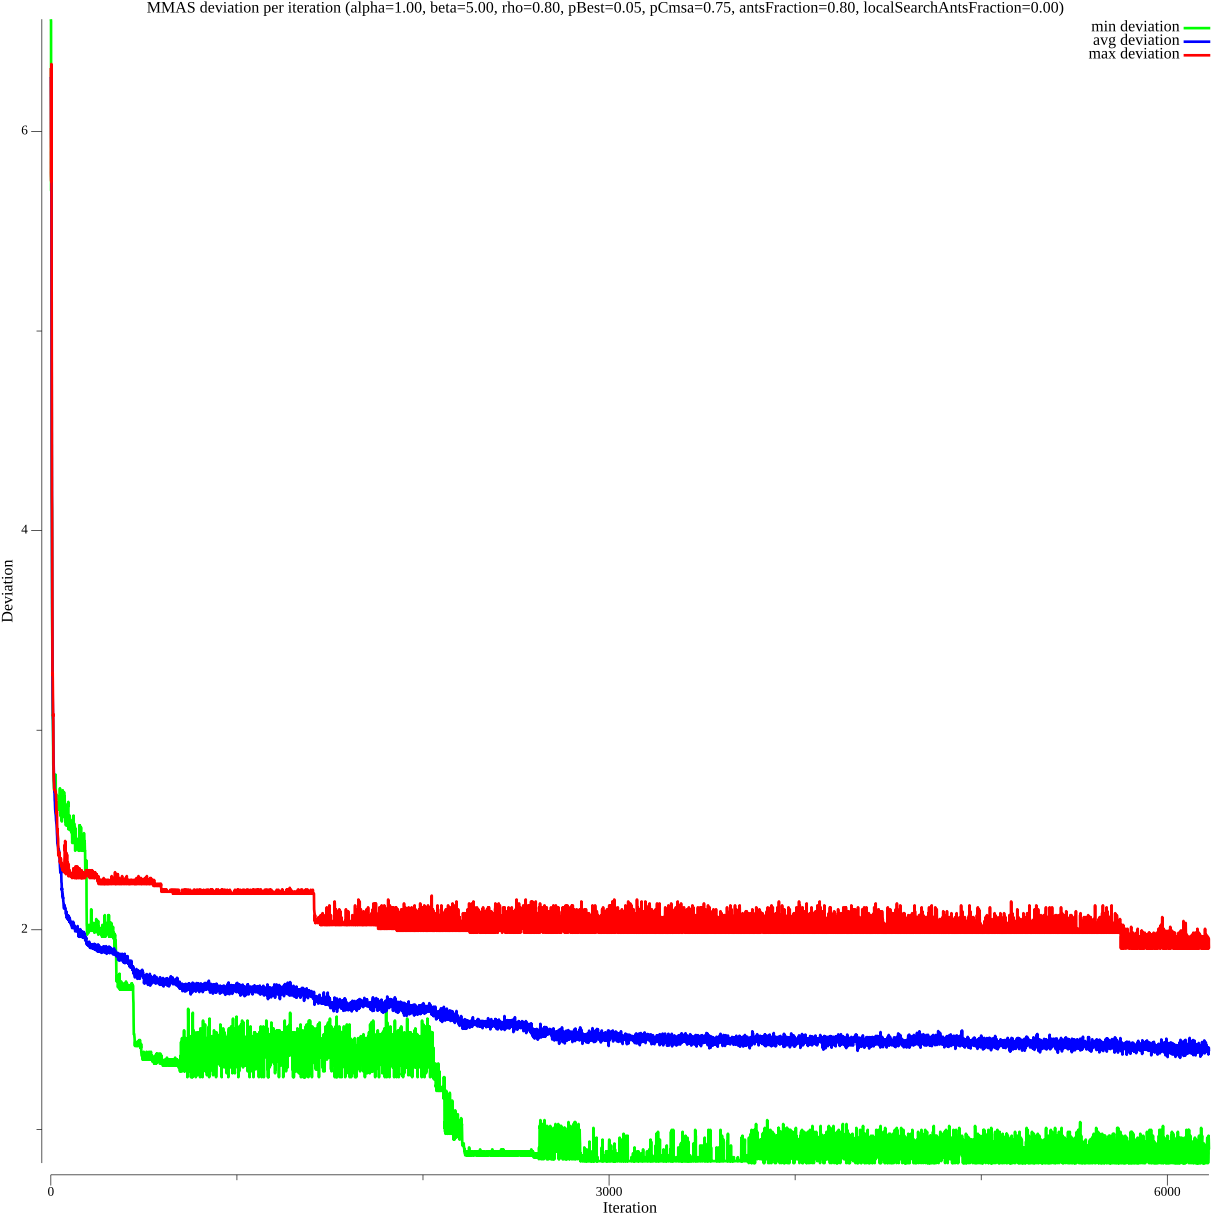 MMAS deviation per iteration (alpha=1.00, beta=5.00, rho=0.80, pBest=0.05, pCmsa=0.75, antsFraction=0.80, localSearchAntsFraction=0.00)
min deviation
avg deviation
max deviation
6
4
2
Deviation
0
3000
6000
Iteration